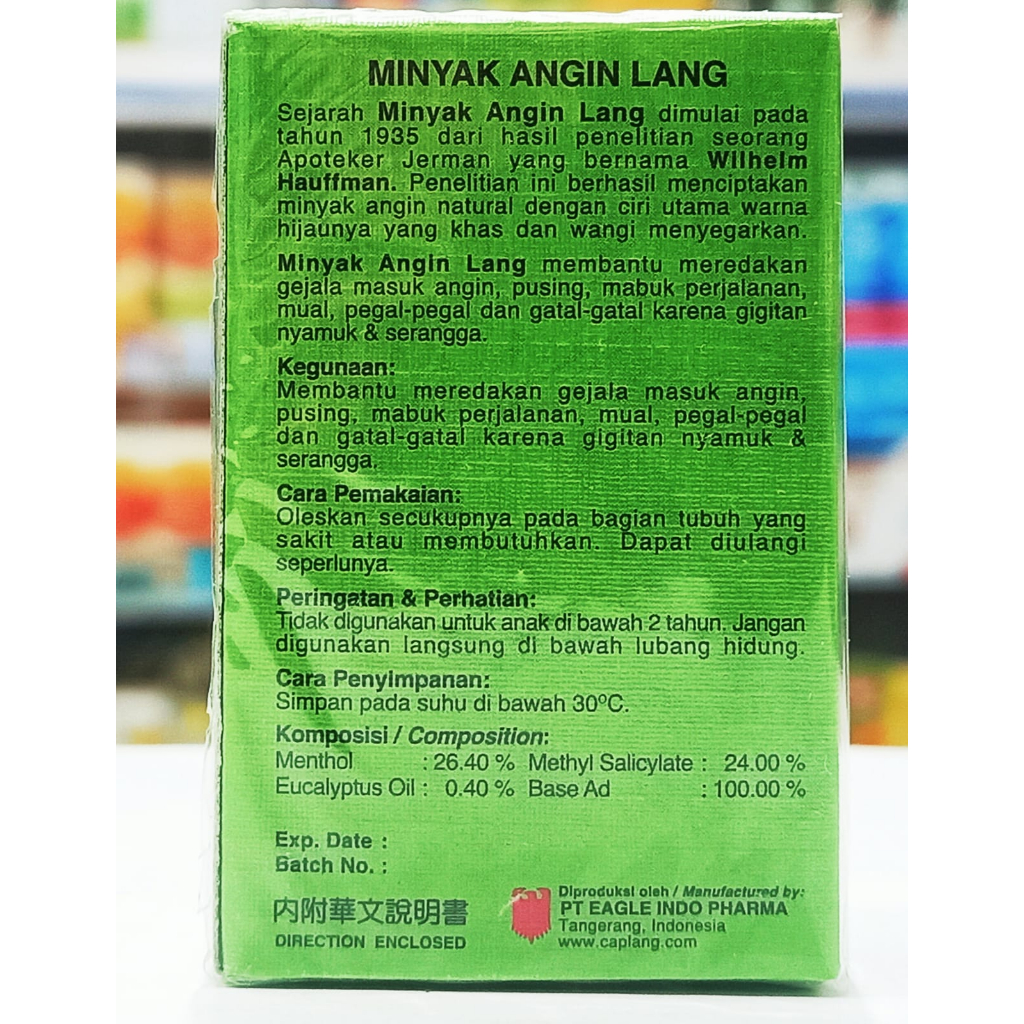 MINYAK ANGIN LANG
Sejarah Minyak Angin Lang dimulai pada
tahun 1935 dari hasil penelitian seorang
Apoteker Jerman yang bernama Wilhelm
Hauffman. Penelitian ini berhasil menciptakan
minyak angin natural dengan ciri utama warna
hijaunya yang khas dan wangi menyegarkan.
Minyak Angin Lang membantu meredakan
gejala masuk angin, pusing, mabuk perjalanan,
mual, pegal-pegal dan gatal-gatal karena gigitan
nyamuk & serangga.
Kegunaan:
Membantu meredakan gejala masuk angin,
pusing, mabuk perjalanan, mual, pegal-pegal
dan gatal-gatal karena gigitan nyamuk &
serangga.
Cara Pemakaian:
Oleskan secukupnya pada bagian tubuh yang
sakit atau membutuhkan. Dapat diulangi
seperlunya.
Peringatan & Perhatian:
Tidak digunakan untuk anak di bawah 2 tahun. Jangan
digunakan langsung di bawah lubang hidung.
Cara Penyimpanan:
Simpan pada suhu di bawah 30ºC.
Komposisi / Composition:
Menthol : 26.40 % Methyl Salicylate : 24.00 %
Eucalyptus Oil : 0.40 % Base Ad : 100.00 %
Exp. Date :
Batch No. :
內附華文說明書
DIRECTION ENCLOSED
Diproduksi oleh / Manufactured by:
PT EAGLE INDO PHARMA
Tangerang, Indonesia
www.caplang.com